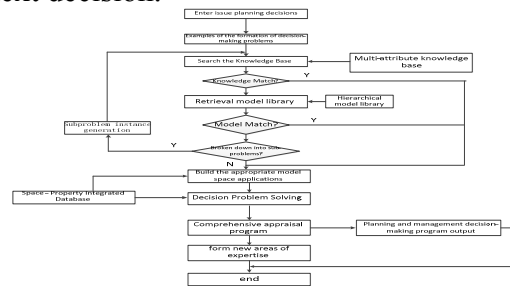 ext decision.
Enter issue planning decisions
Examples of the formation of decision-
making problems
Search the Knowledge Base
Multi-attribute knowledge
base
Knowledge Match?
Y
Retrieval model library
Hierarchical
model library
Model Match?
Y
Subproblem instance
generation
Y
Broken down into sub-
problems?
N
Build the appropriate model
space applications
Space-Property Integrated
Database
Decision Problem Solving
Comprehensive appraisal
program
Planning and management decision-
making program output
form new areas of
expertise
end